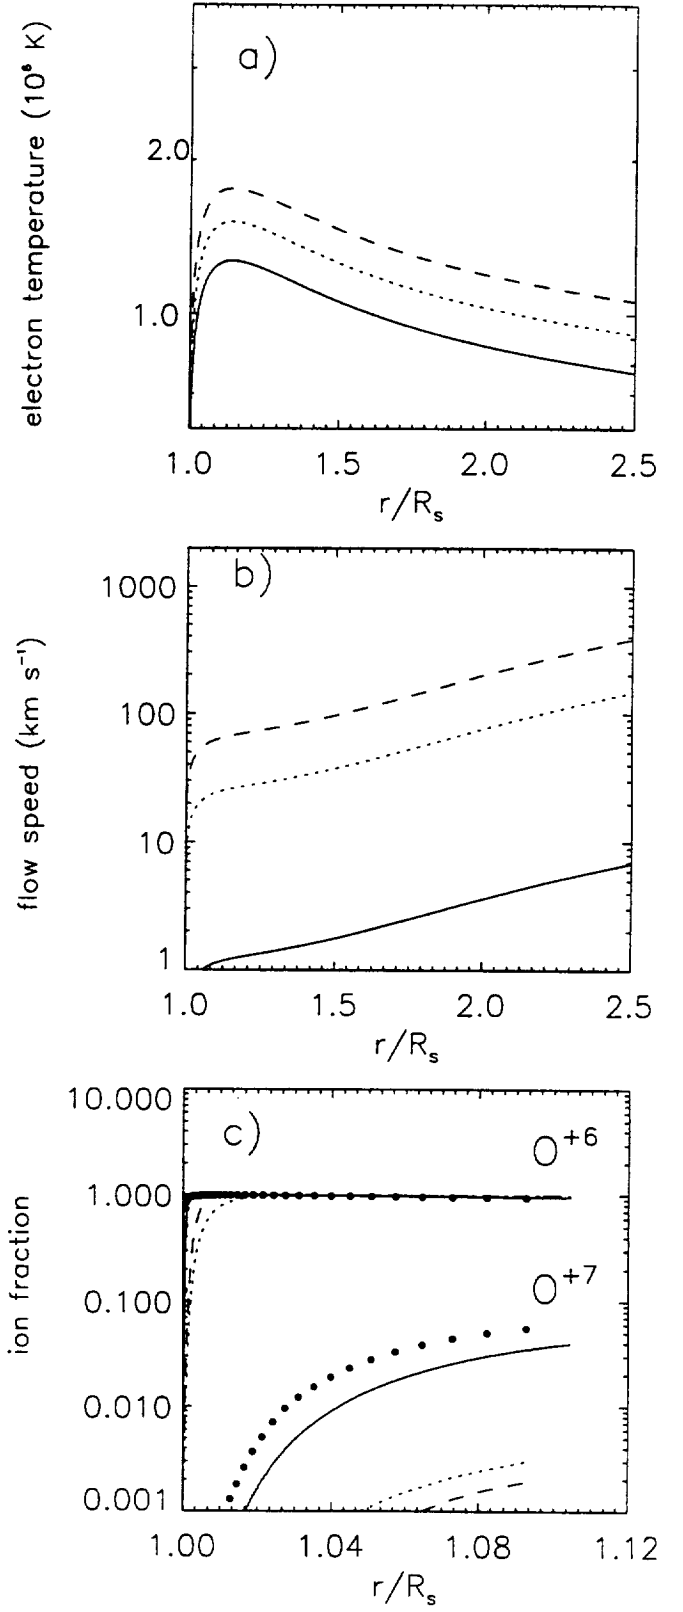 a)
electron temperature (10⁶ K)
2.0
1.0
1.0 1.5 2.0 2.5
r/Rₛ
b)
flow speed (km s⁻¹)
1000
100
10
1
1.0 1.5 2.0 2.5
r/Rₛ
c)
ion fraction
10.000
1.000
0.100
0.010
0.001
O⁺⁶
O⁺⁷
1.00 1.04 1.08 1.12
r/Rₛ